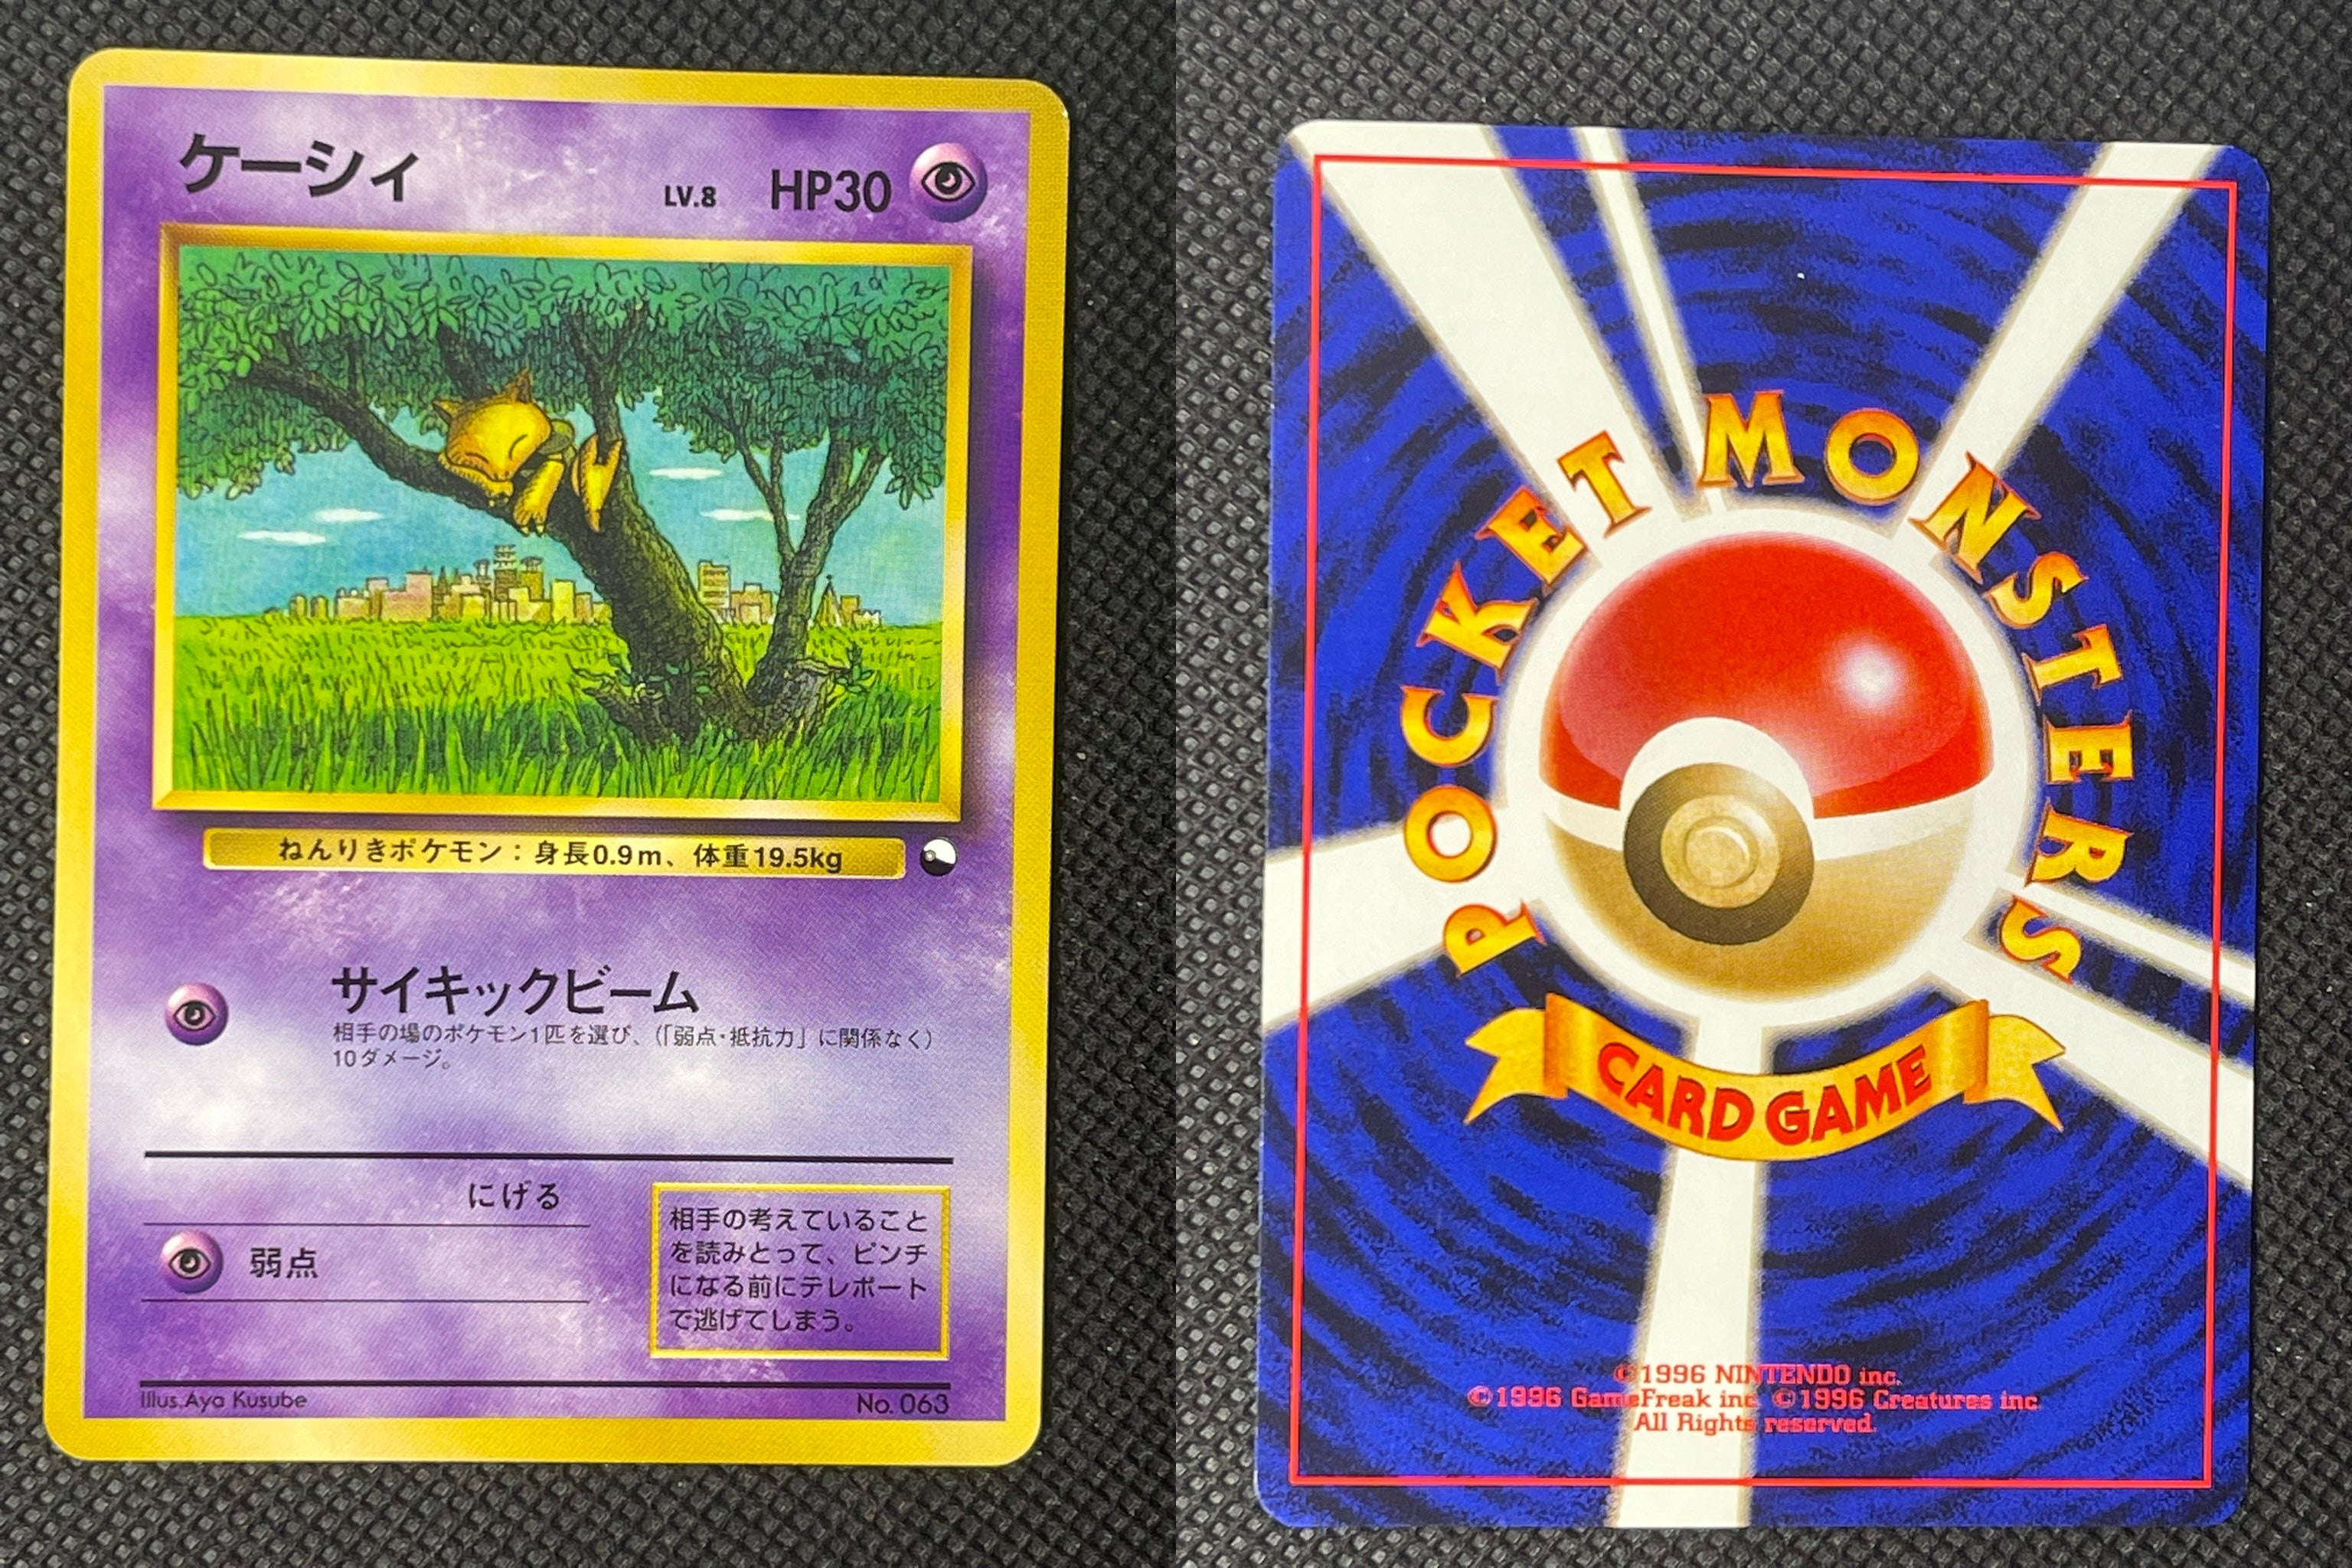 ケーシィ LV.8 HP30
ねんりきポケモン：身長0.9m、体重19.5kg
サイキックビーム
相手の場のポケモン1匹を選び、（「弱点・抵抗力」に関係なく）
10ダメージ。
にげる
弱点
相手の考えていること
を読みとって、ピンチ
になる前にテレポート
で逃げてしまう。
Illus.Aya Kusube No. 063
POCKET MONSTERS
CARD GAME
©1996 NINTENDO inc.
©1996 GameFreak inc. ©1996 Creatures inc.
All Rights reserved.